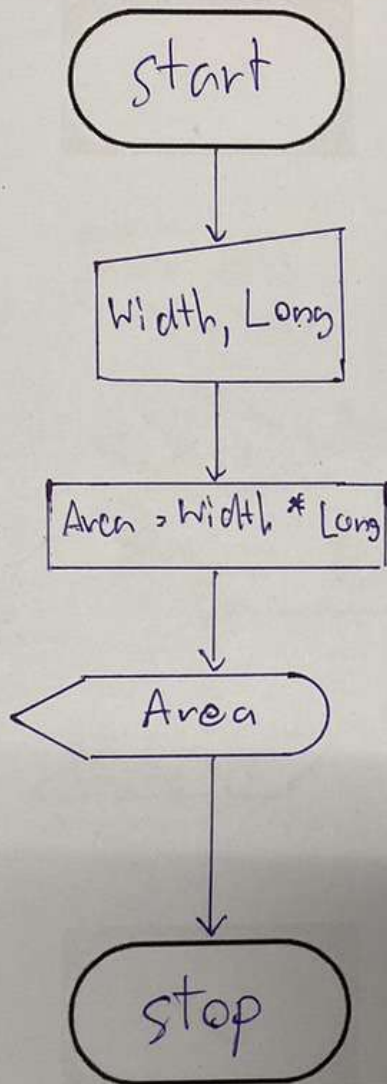 start
Width, Long
Area = Width * Long
Area
stop